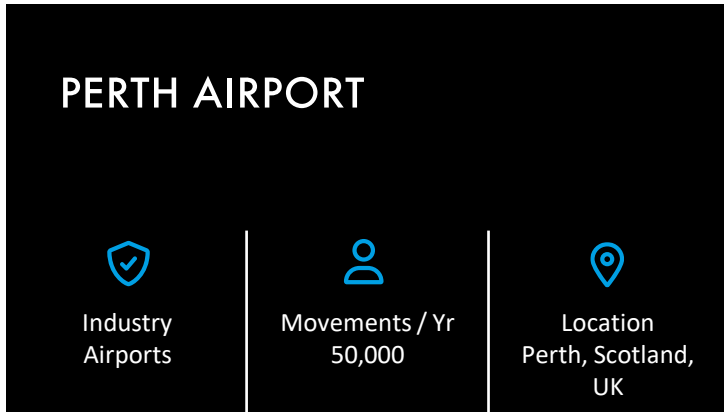 PERTH AIRPORT
Industry
Airports
Movements / Yr
50,000
Location
Perth, Scotland,
UK